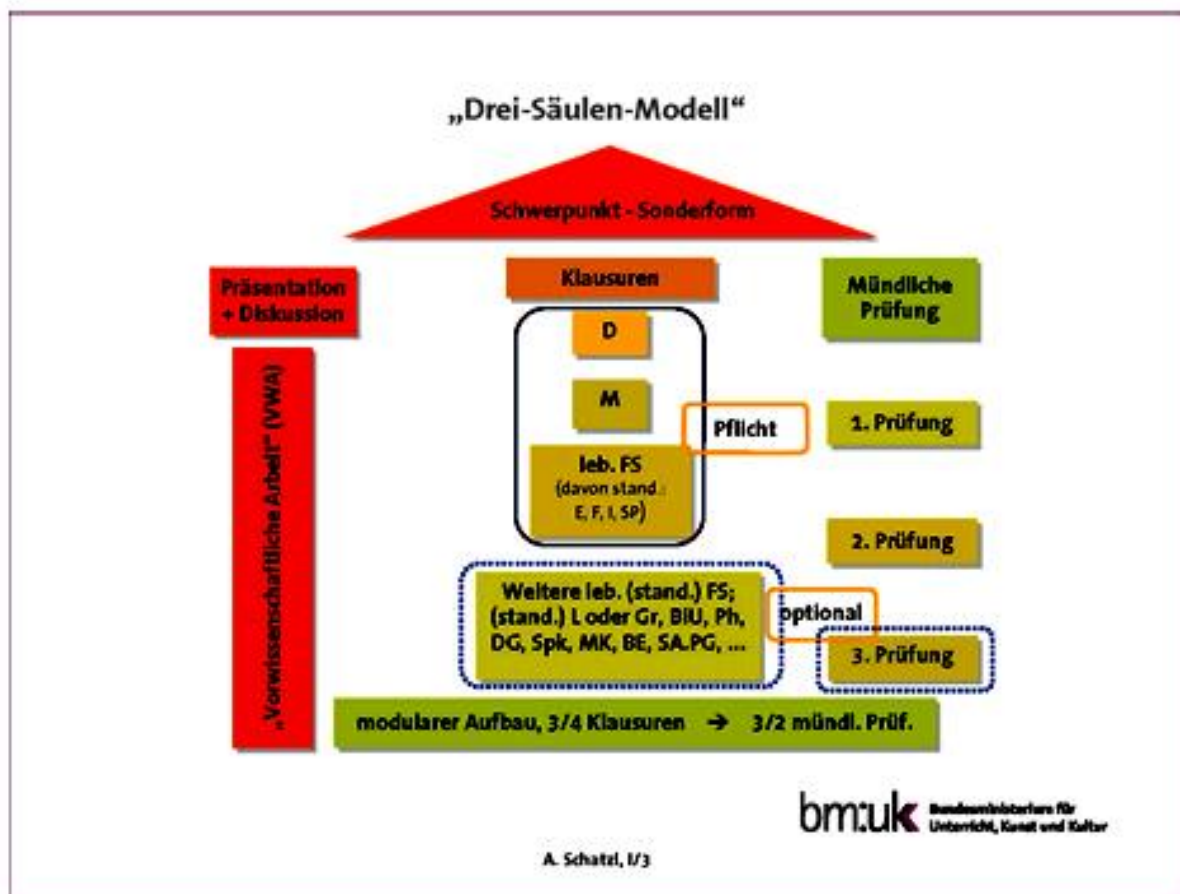 „Drei-Säulen-Modell“
Schwerpunkt - Sonderform
Präsentation
+ Diskussion
„Vorwissenschaftliche Arbeit“ (VWA)
Klausuren
D
M
leb. FS
(davon stand.:
E, F, I, SP)
Pflicht
Weitere leb. (stand.) FS;
(stand.) L oder Gr, BiU, Ph,
DG, Spk, MK, BE, SA.PG, ...
optional
Mündliche
Prüfung
1. Prüfung
2. Prüfung
3. Prüfung
modularer Aufbau, 3/4 Klausuren → 3/2 mündl. Prüf.
bm:uk
Bundesministerium für
Unterricht, Kunst und Kultur
A. Schatzl, I/3